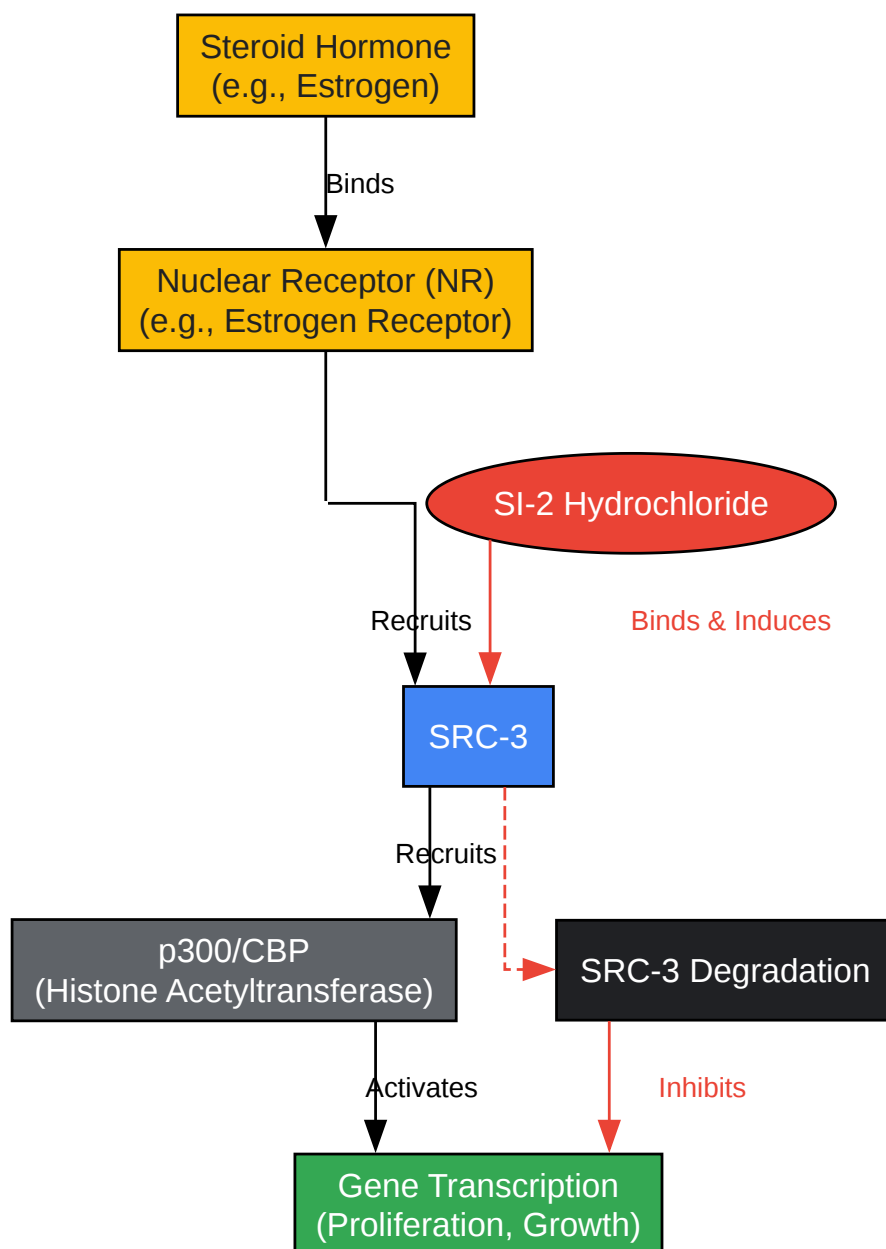 Steroid Hormone
(e.g., Estrogen)
Binds
Nuclear Receptor (NR)
(e.g., Estrogen Receptor)
SI-2 Hydrochloride
Recruits
Binds & Induces
SRC-3
Recruits
p300/CBP
(Histone Acetyltransferase)
SRC-3 Degradation
Activates
Inhibits
Gene Transcription
(Proliferation, Growth)